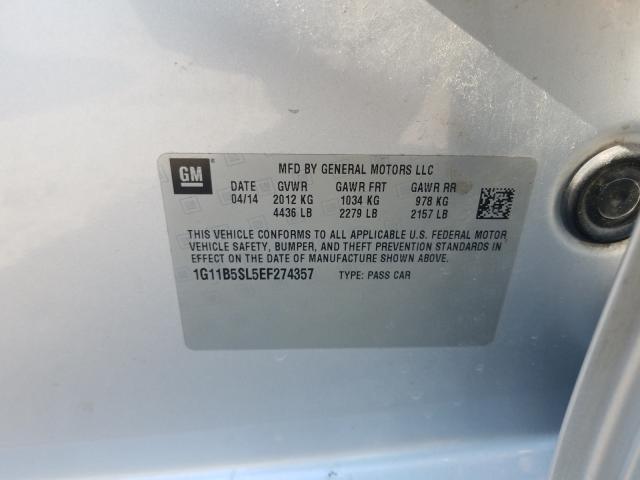 GM
MFD BY GENERAL MOTORS LLC
DATE GVWR GAWR FRT GAWR RR
04/14 2012 KG 1034 KG 978 KG
4436 LB 2279 LB 2157 LB
THIS VEHICLE CONFORMS TO ALL APPLICABLE U.S. FEDERAL MOTOR
VEHICLE SAFETY, BUMPER, AND THEFT PREVENTION STANDARDS IN
EFFECT ON THE DATE OF MANUFACTURE SHOWN ABOVE.
1G11B5SL5EF274357 TYPE: PASS CAR